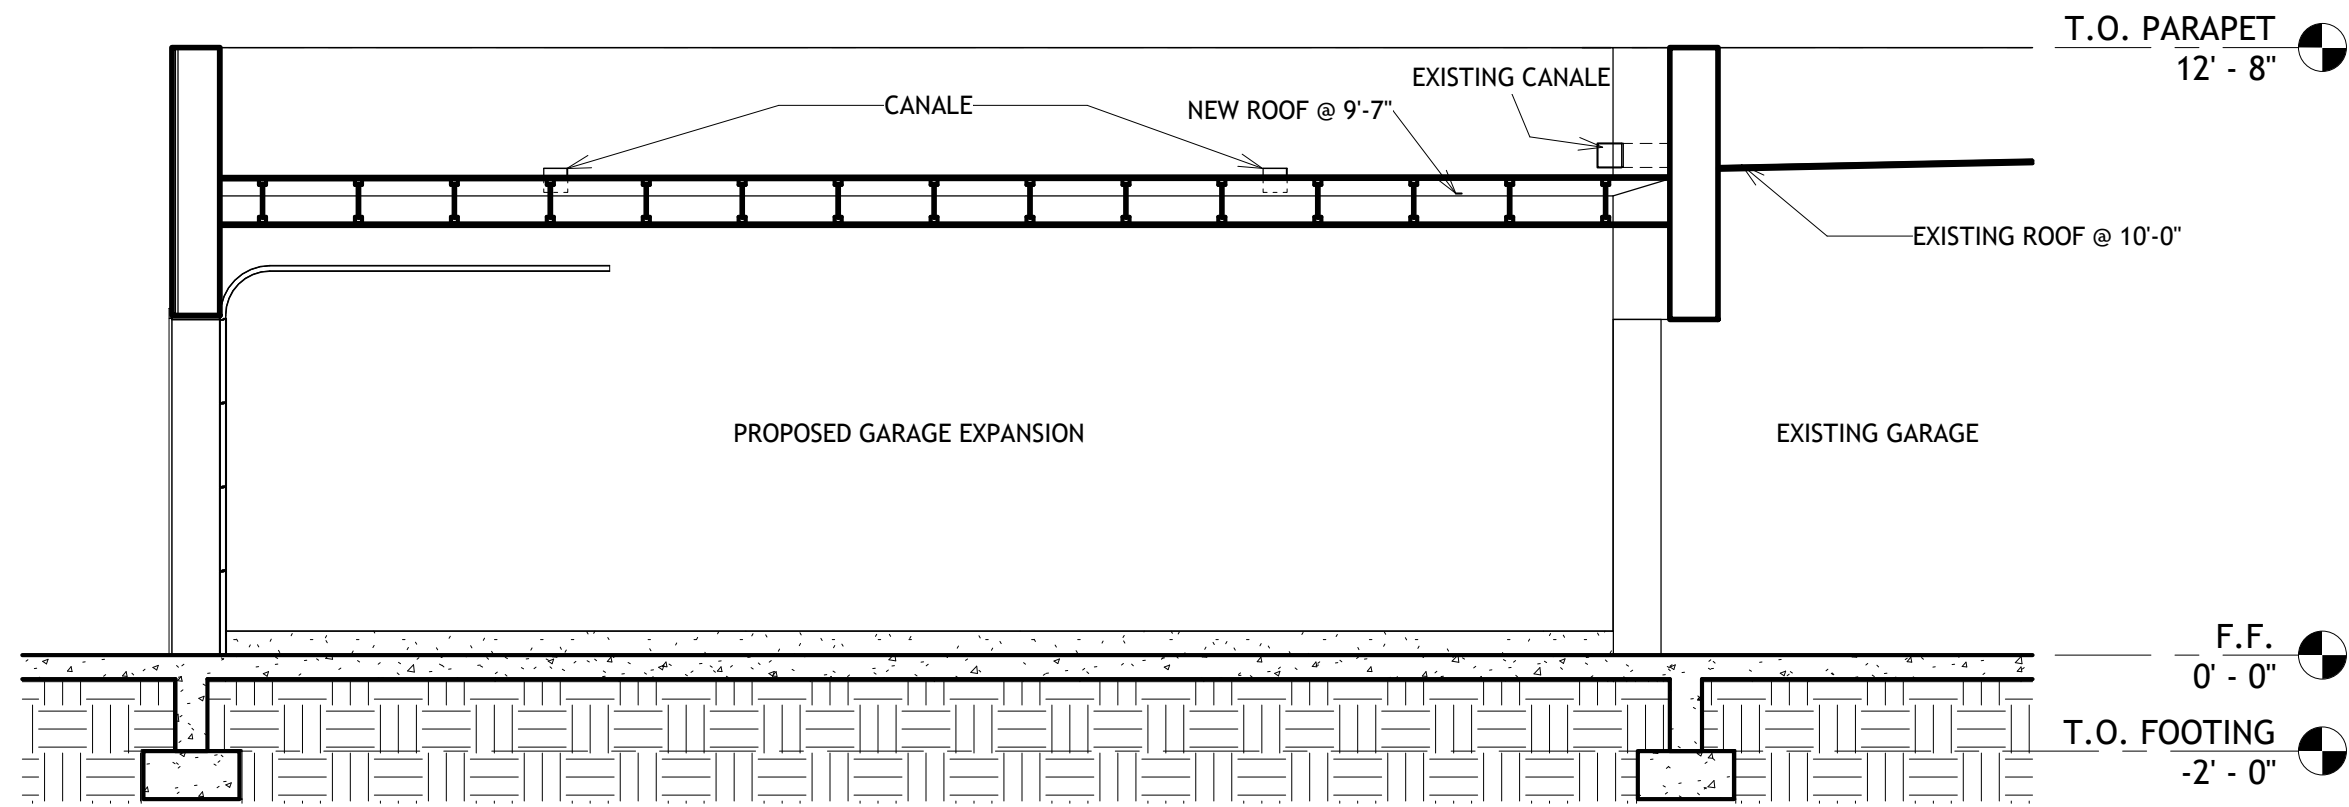 T.O. PARAPET
12' - 8"
EXISTING CANALE
CANALE
NEW ROOF @ 9'-7"
EXISTING ROOF @ 10'-0"
PROPOSED GARAGE EXPANSION
EXISTING GARAGE
F.F.
0' - 0"
T.O. FOOTING
-2' - 0"